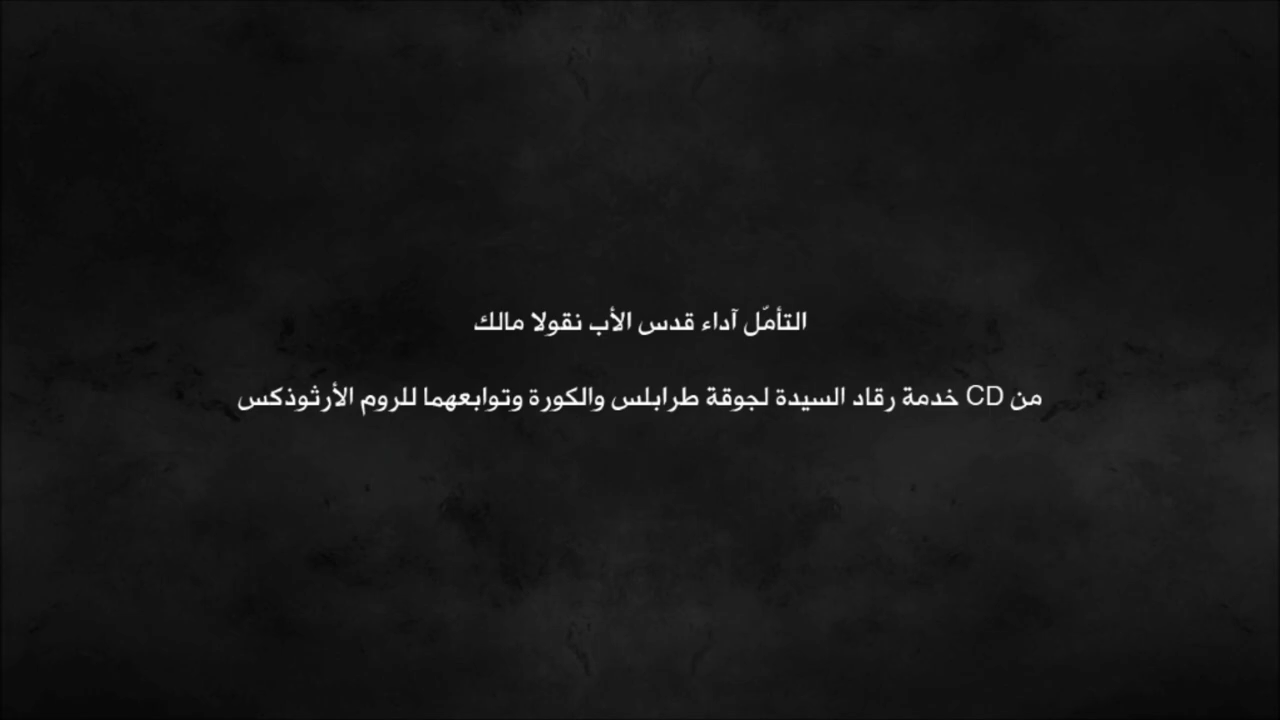 التأمّل آداء قدس الأب نقولا مالك
من CD خدمة رقاد السيدة لجوقة طرابلس والكورة وتوابعهما للروم الأرثوذكس